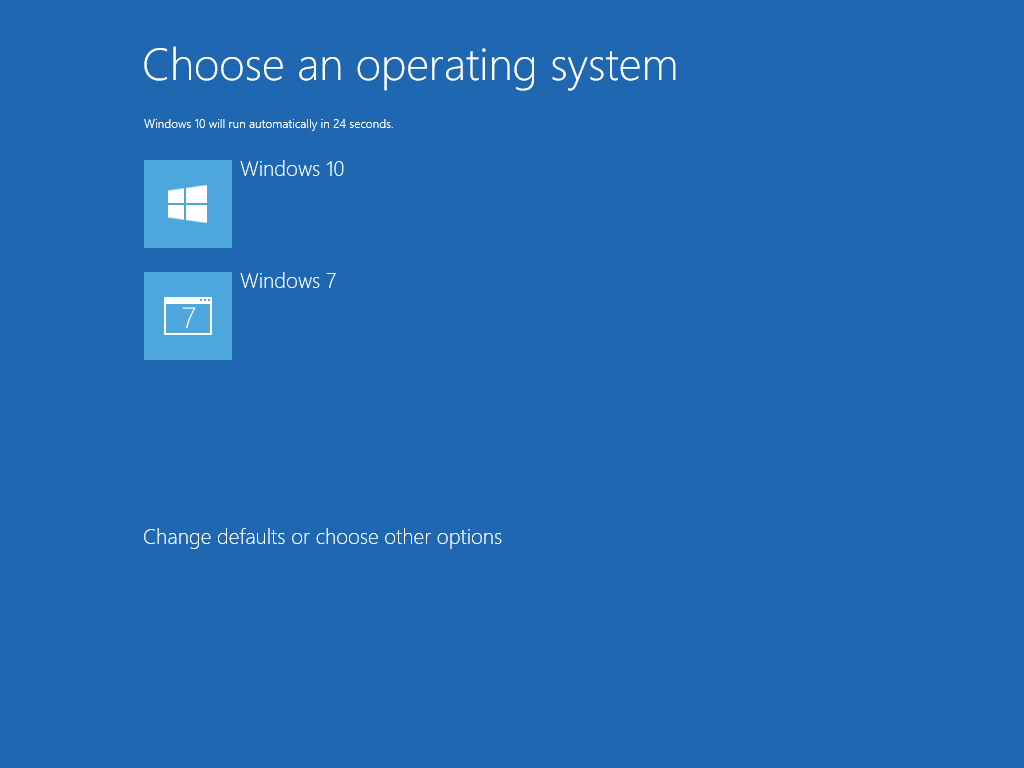 Choose an operating system
Windows 10 will run automatically in 24 seconds.
Windows 10
Windows 7
7
Change defaults or choose other options